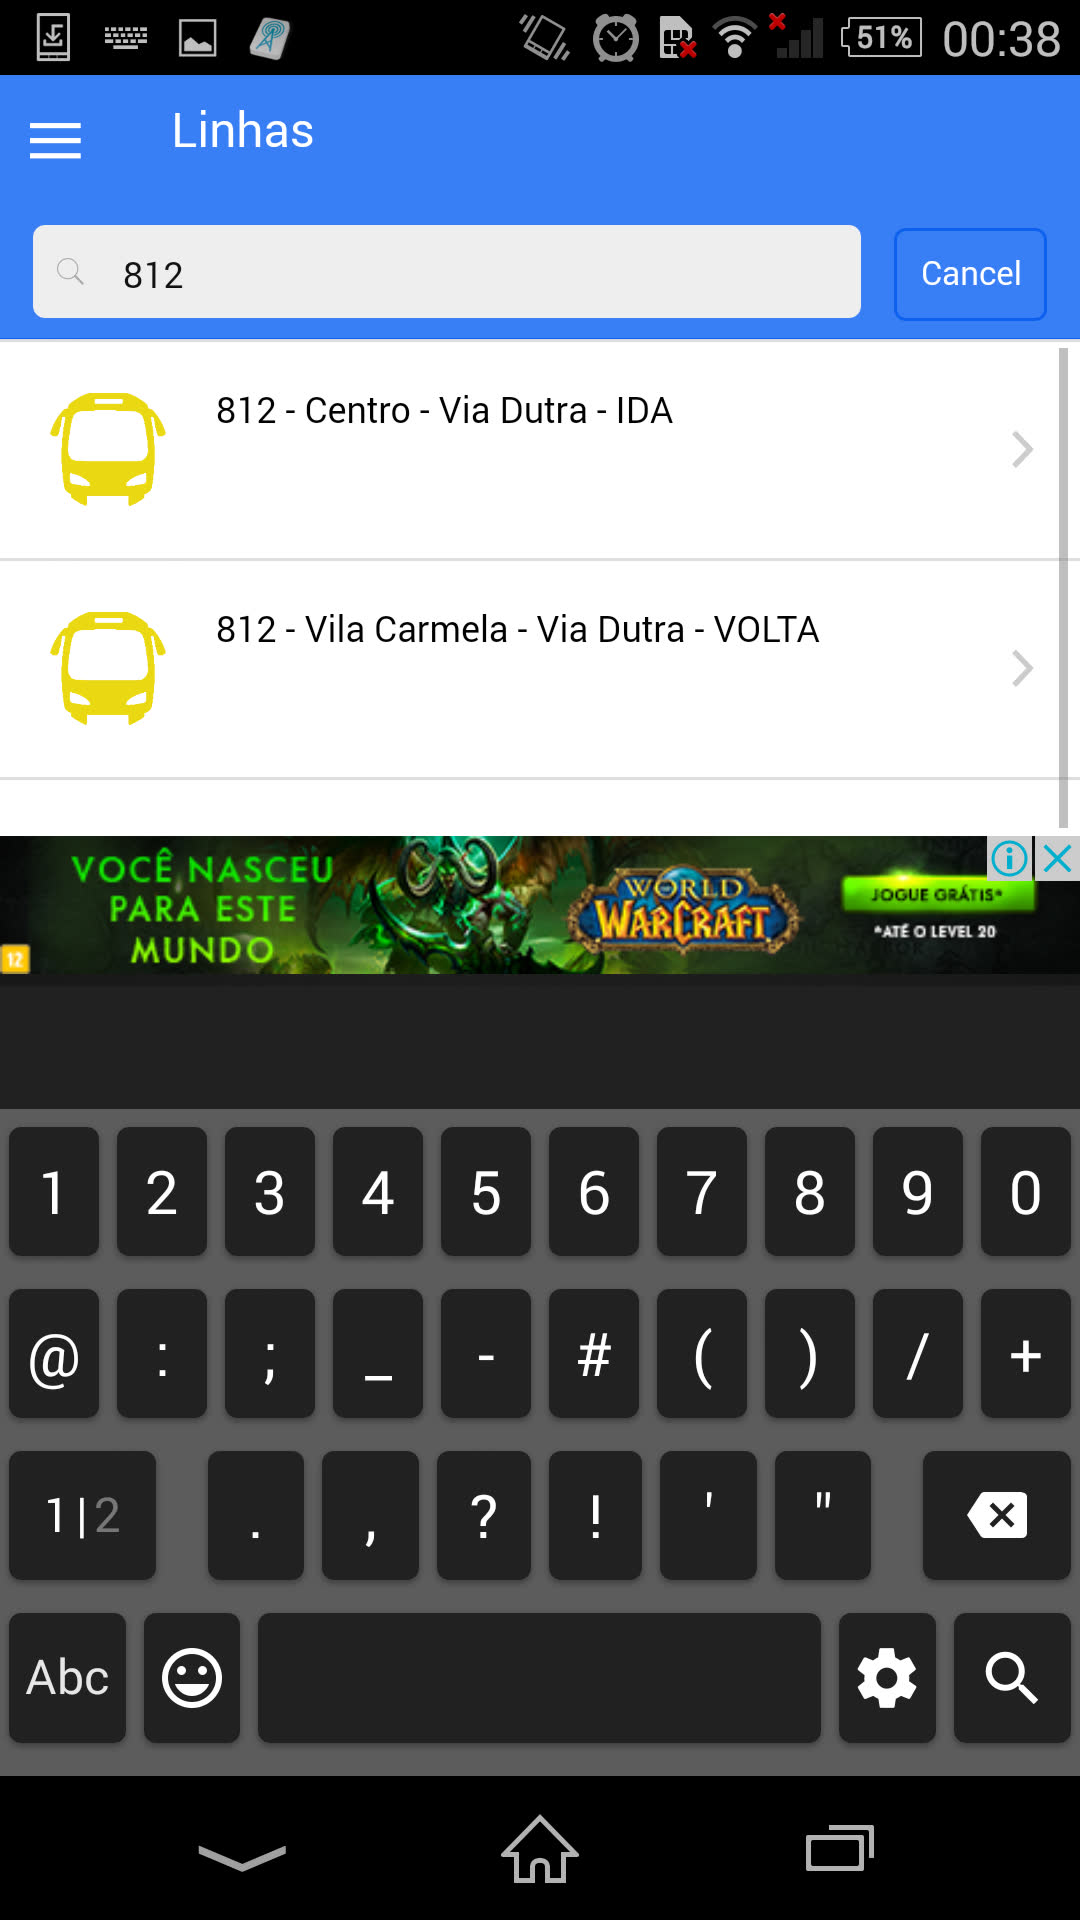 51% 00:38
Linhas
812 Cancel
812 - Centro - Via Dutra - IDA
812 - Vila Carmela - Via Dutra - VOLTA
VOCÊ NASCEU
PARA ESTE
MUNDO
12
WORLD
WARCRAFT
JOGUE GRÁTIS*
*ATÉ O LEVEL 20
1 2 3 4 5 6 7 8 9 0
@ : ; _ - # ( ) / +
1|2 . , ? ! ' "
Abc